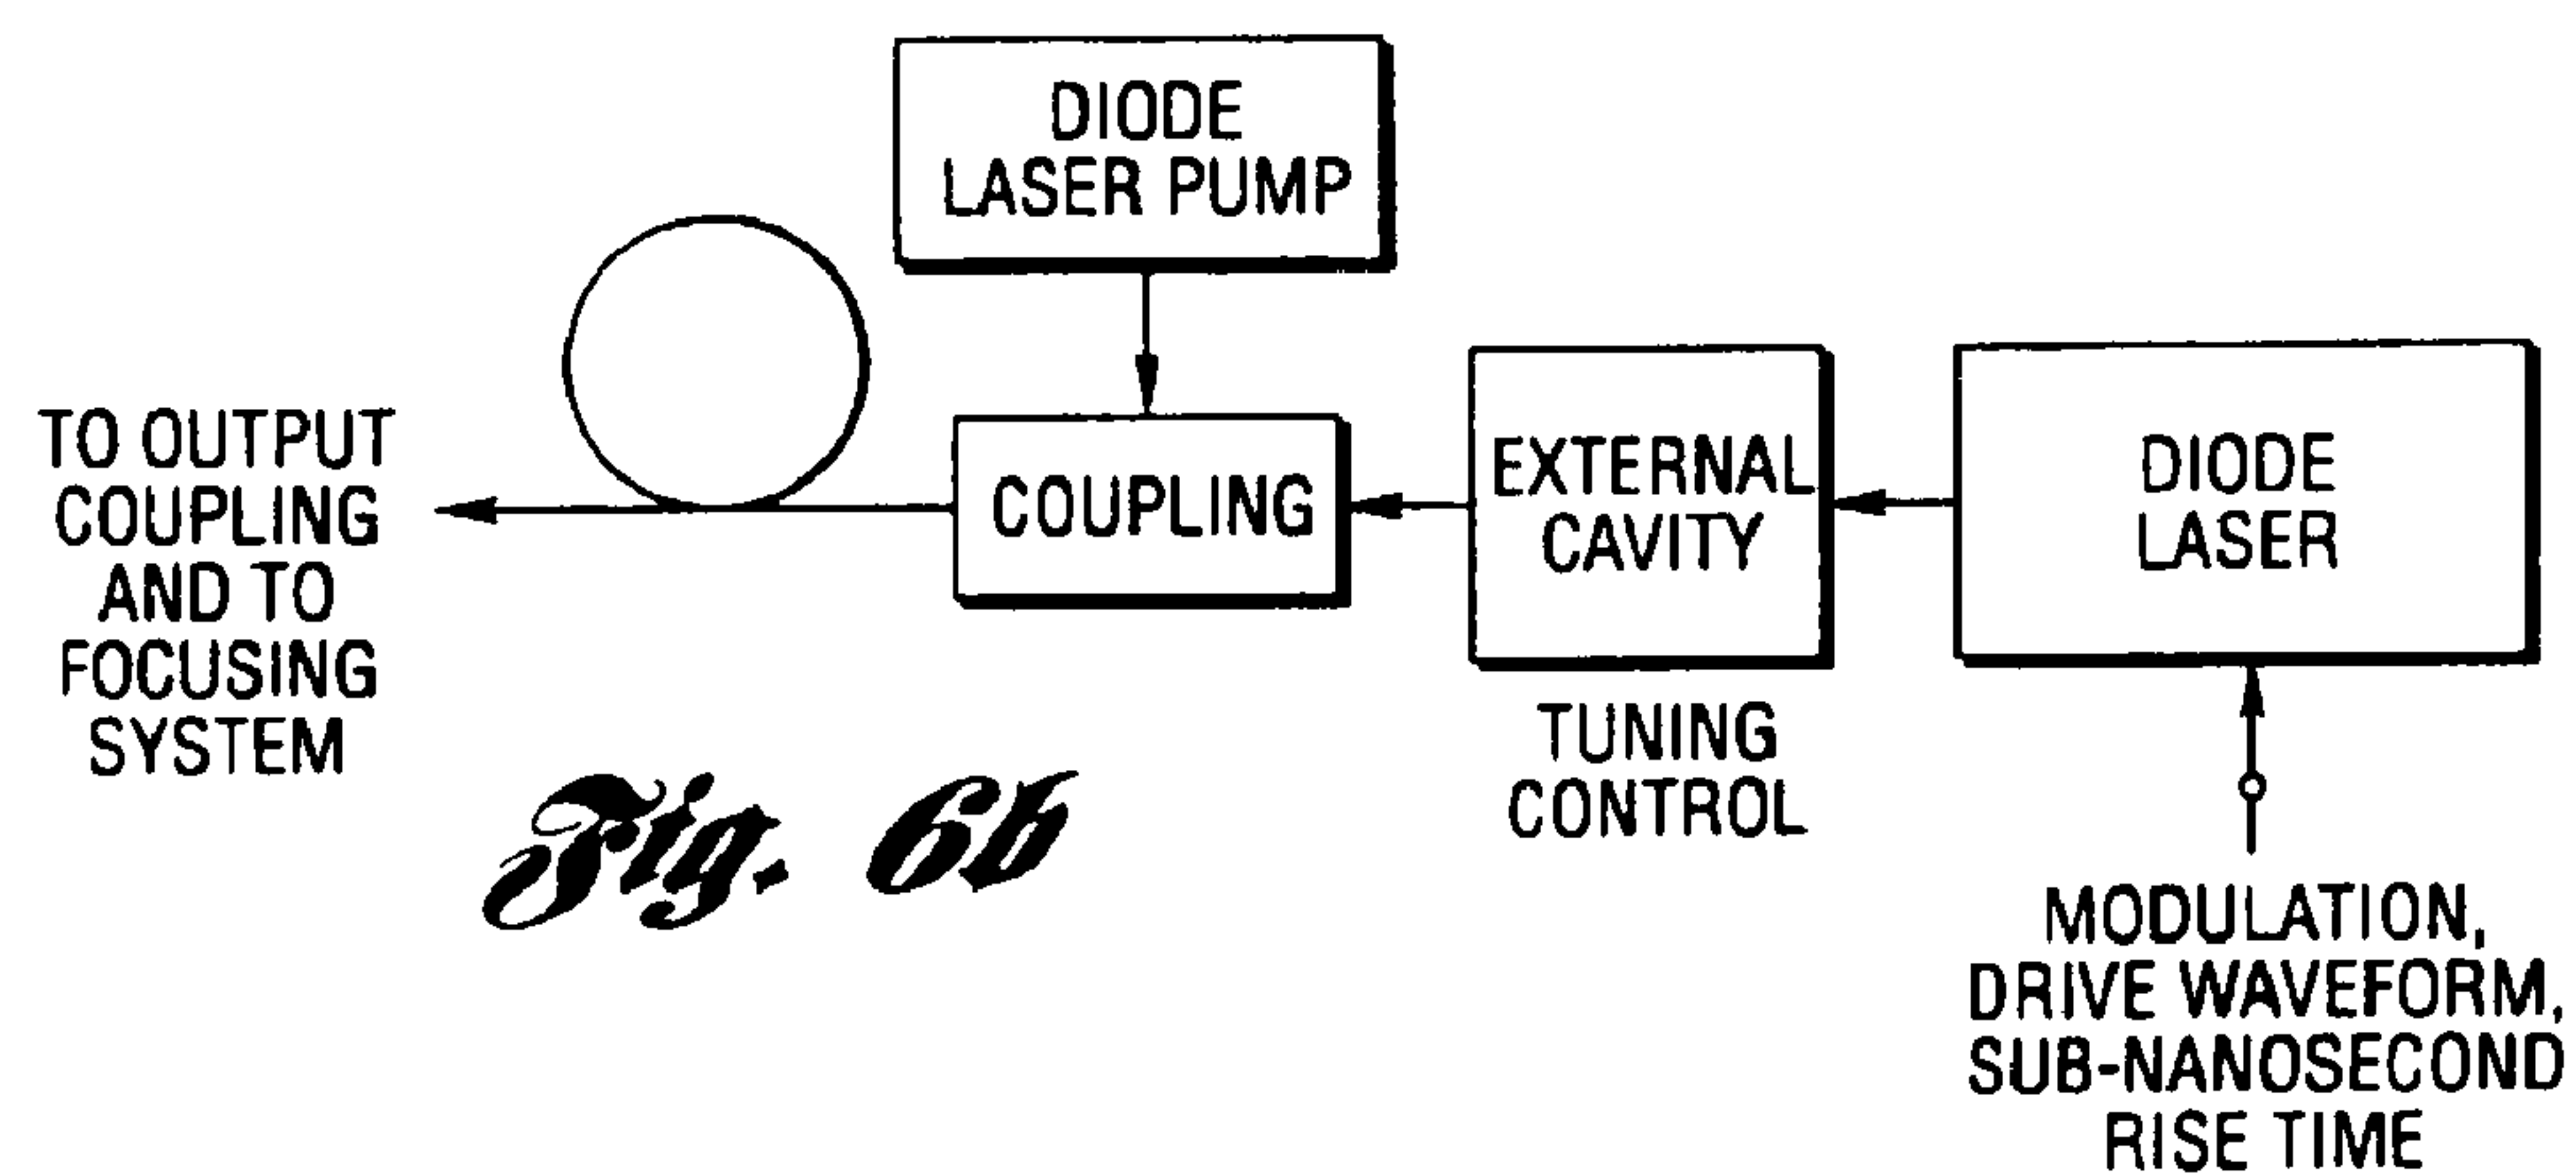 DIODE
LASER PUMP
TO OUTPUT
COUPLING
AND TO
FOCUSING
SYSTEM
COUPLING
EXTERNAL
CAVITY
TUNING
CONTROL
DIODE
LASER
MODULATION,
DRIVE WAVEFORM,
SUB-NANOSECOND
RISE TIME
Fig. 6b